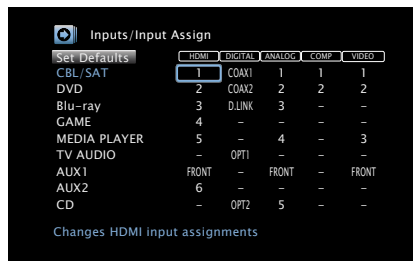 Inputs/Input Assign
Set Defaults HDMI DIGITAL ANALOG COMP VIDEO
CBL/SAT 1 COAX1 1 1 1
DVD 2 COAX2 2 2 2
Blu-ray 3 D.LINK 3 – –
GAME 4 – – – –
MEDIA PLAYER 5 – 4 – 3
TV AUDIO – OPT1 – – –
AUX1 FRONT – FRONT – FRONT
AUX2 6 – – – –
CD – OPT2 5 – –
Changes HDMI input assignments